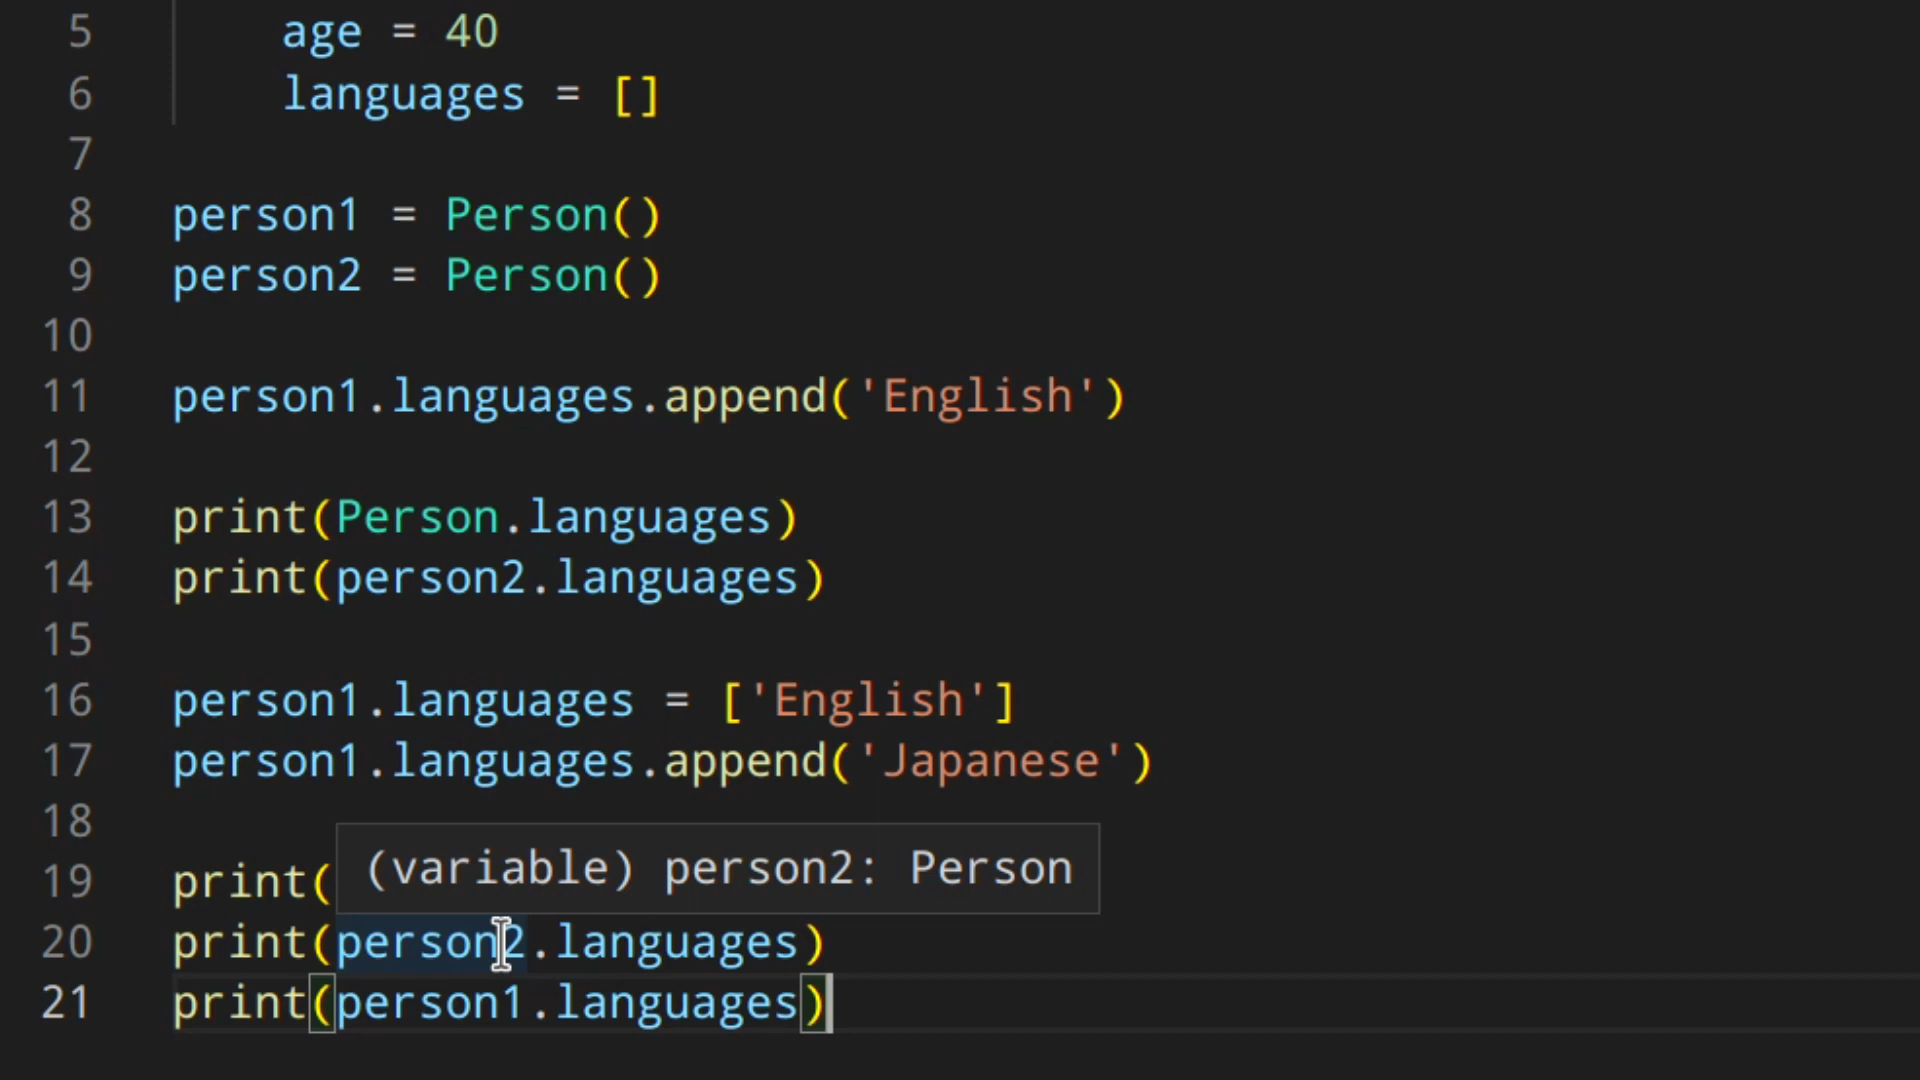 5 age = 40
6 languages = []
7
8 person1 = Person()
9 person2 = Person()
10
11 person1.languages.append('English')
12
13 print(Person.languages)
14 print(person2.languages)
15
16 person1.languages = ['English']
17 person1.languages.append('Japanese')
18
(variable) person2: Person
19 print(
20 print(person2.languages)
21 print(person1.languages)